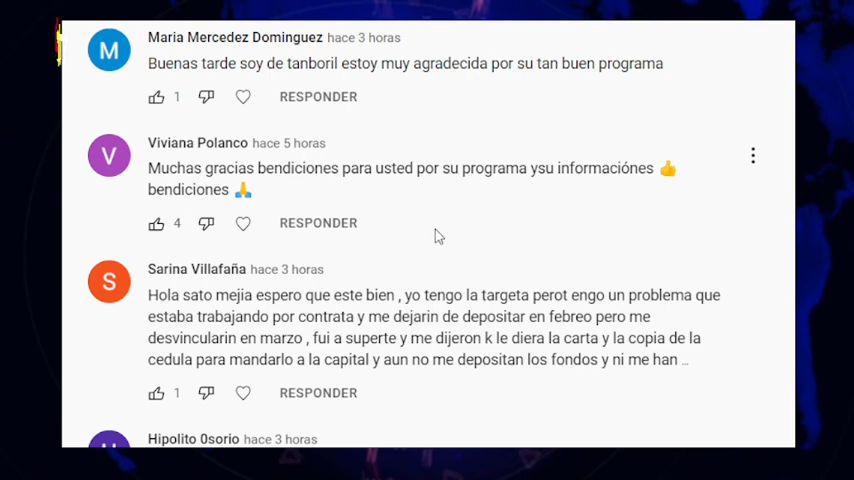 M
Maria Mercedez Dominguez hace 3 horas
Buenas tarde soy de tanboril estoy muy agradecida por su tan buen programa
1 RESPONDER
V
Viviana Polanco hace 5 horas
Muchas gracias bendiciones para usted por su programa ysu informaciónes 👍
bendiciones 🙏
4 RESPONDER
S
Sarina Villafaña hace 3 horas
Hola sato mejia espero que este bien , yo tengo la targeta perot engo un problema que
estaba trabajando por contrata y me dejarin de depositar en febreo pero me
desvincularin en marzo , fui a superte y me dijeron k le diera la carta y la copia de la
cedula para mandarlo a la capital y aun no me depositan los fondos y ni me han ..
1 RESPONDER
Hipolito 0sorio hace 3 horas